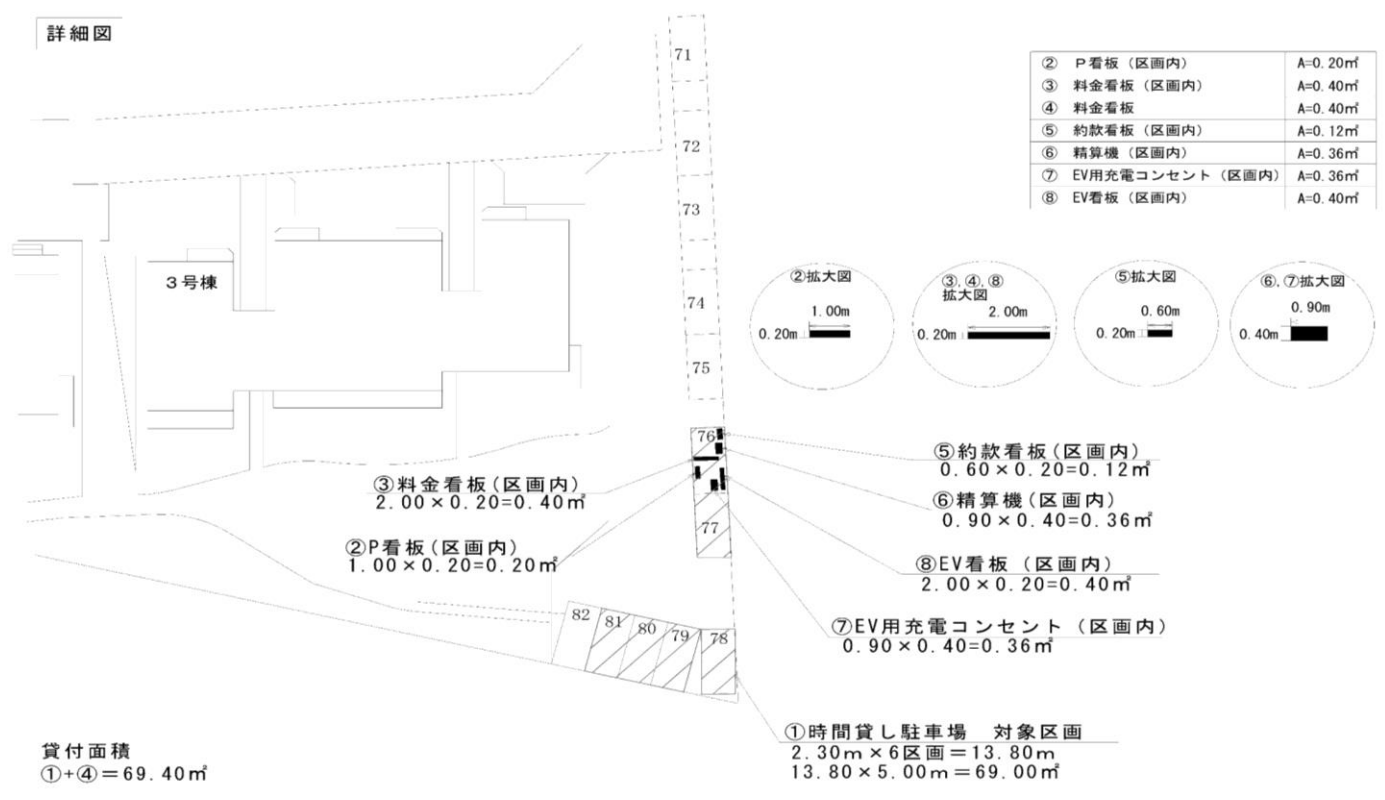 詳細図
② P看板(区画内) A=0.20㎡
③ 料金看板(区画内) A=0.40㎡
④ 料金看板 A=0.40㎡
⑤ 約款看板(区画内) A=0.12㎡
⑥ 精算機(区画内) A=0.36㎡
⑦ EV用充電コンセント(区画内) A=0.36㎡
⑧ EV看板(区画内) A=0.40㎡
71
72
73
74
75
76
77
78
79
80
81
82
3号棟
②拡大図
1.00m
0.20m
③,④,⑧
拡大図
2.00m
0.20m
⑤拡大図
0.60m
0.20m
⑥,⑦拡大図
0.90m
0.40m
③料金看板(区画内)
2.00×0.20=0.40㎡
②P看板(区画内)
1.00×0.20=0.20㎡
⑤約款看板(区画内)
0.60×0.20=0.12㎡
⑥精算機(区画内)
0.90×0.40=0.36㎡
⑧EV看板(区画内)
2.00×0.20=0.40㎡
⑦EV用充電コンセント(区画内)
0.90×0.40=0.36㎡
①時間貸し駐車場 対象区画
2.30m×6区画=13.80m
13.80×5.00m=69.00㎡
貸付面積
①+④=69.40㎡